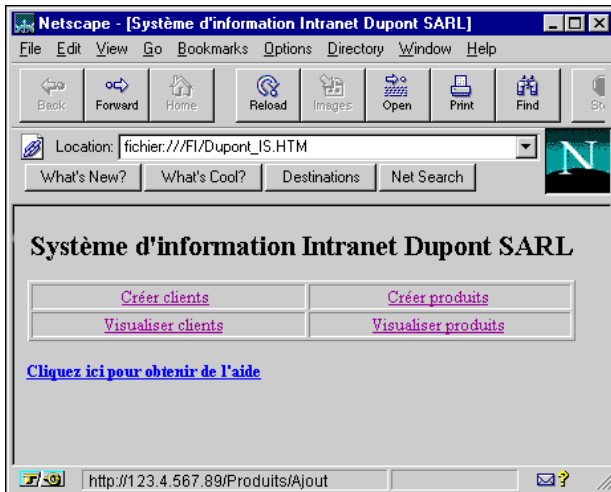 Netscape - [Système d'information Intranet Dupont SARL]
File Edit View Go Bookmarks Options Directory Window Help
Back Forward Home Reload Images Open Print Find
Location: fichier:///FI/Dupont_IS.HTM
N
What's New? What's Cool? Destinations Net Search
Système d'information Intranet Dupont SARL
Créer clients Créer produits
Visualiser clients Visualiser produits
Cliquez ici pour obtenir de l'aide
http://123.4.567.89/Produits/Ajout